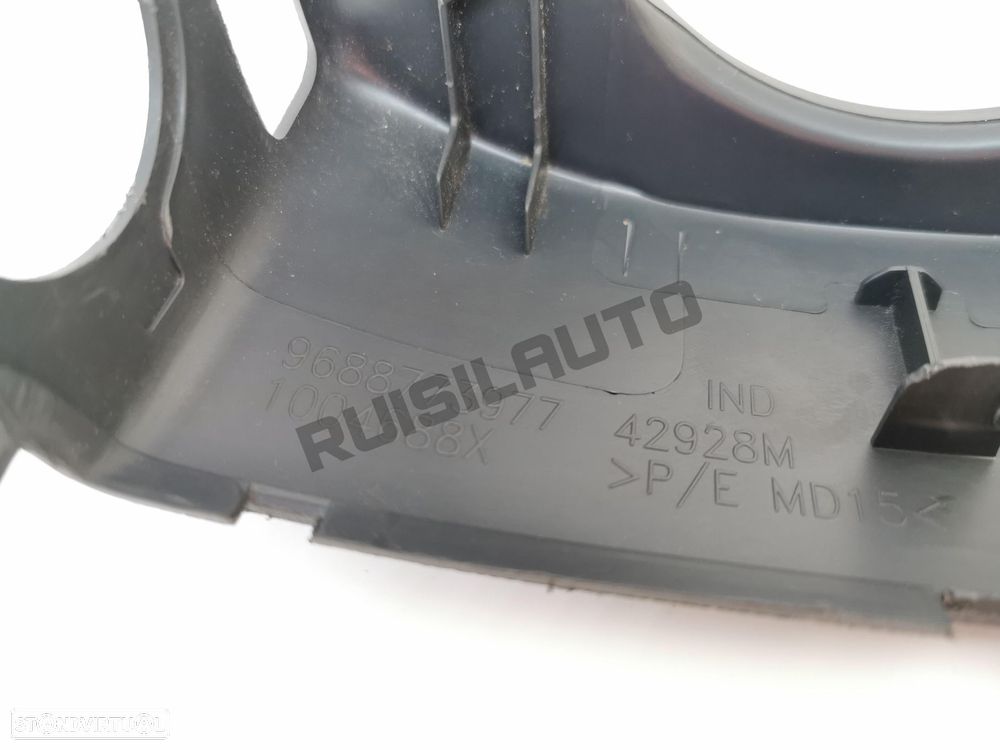 RUISILAUTO
IND
42928M
>P/E MD15<
STANDVIRTUAL